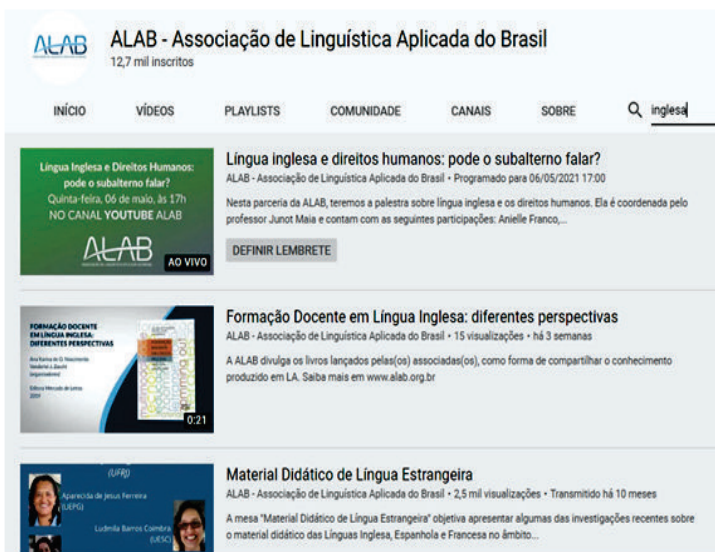 ALAB
ALAB - Associação de Linguística Aplicada do Brasil
12,7 mil inscritos
INÍCIO VÍDEOS PLAYLISTS COMUNIDADE CANAIS SOBRE inglesa
Língua Inglesa e Direitos Humanos:
pode o subalterno falar?
Quinta-feira, 06 de maio, às 17h
NO CANAL YOUTUBE ALAB
ALAB
AO VIVO
Língua inglesa e direitos humanos: pode o subalterno falar?
ALAB - Associação de Linguística Aplicada do Brasil • Programado para 06/05/2021 17:00
Nesta parceria da ALAB, teremos a palestra sobre língua inglesa e os direitos humanos. Ela é coordenada pelo
professor Junot Maia e contam com as seguintes participações: Anielle Franco,...
DEFINIR LEMBRETE
FORMAÇÃO DOCENTE
EM LÍNGUA INGLESA:
DIFERENTES PERSPECTIVAS
(organizadores)
Editora Mercado de Letras
2019
0:21
Formação Docente em Língua Inglesa: diferentes perspectivas
ALAB - Associação de Linguística Aplicada do Brasil • 15 visualizações • há 3 semanas
A ALAB divulga os livros lançados pelas(os) associadas(os), como forma de compartilhar o conhecimento
produzido em LA. Saiba mais em www.alab.org.br
(UFRJ)
Aparecida de Jesus Ferreira
(UEPG)
Ludmila Barros Coimbra
(UESC)
Material Didático de Língua Estrangeira
ALAB - Associação de Linguística Aplicada do Brasil • 2,5 mil visualizações • Transmitido há 10 meses
A mesa "Material Didático de Língua Estrangeira" objetiva apresentar algumas das investigações recentes sobre
o material didático das Línguas Inglesa, Espanhola e Francesa no âmbito...